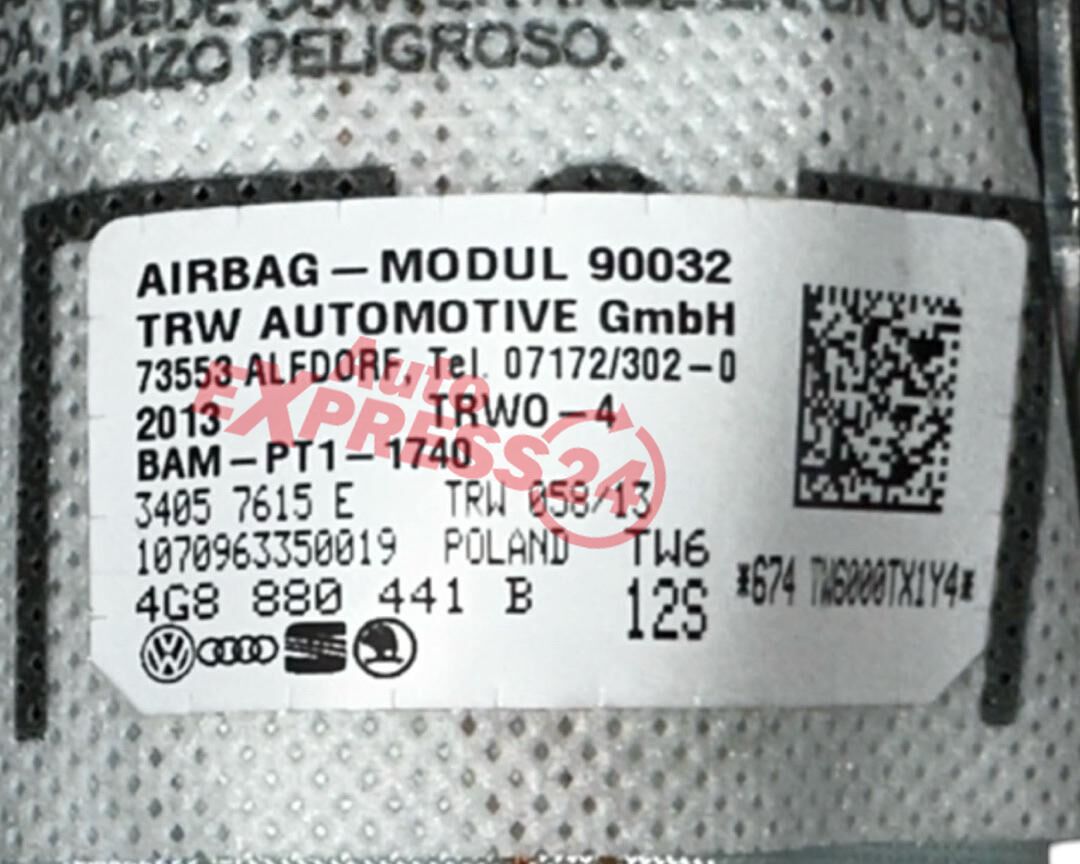 DA, PUEDE
PELIGROSO.
AIRBAG – MODUL 90032
TRW AUTOMOTIVE GmbH
73553 ALFDORF, Tel. 07172/302–0
2013 TRWO–4
BAM–PT1–1740
3405 7615 E TRW 058/13
1070963350019 POLAND TW6
4G8 880 441 B 12S
*674 TW6000TX1Y4*
Auto
EXPRESS24